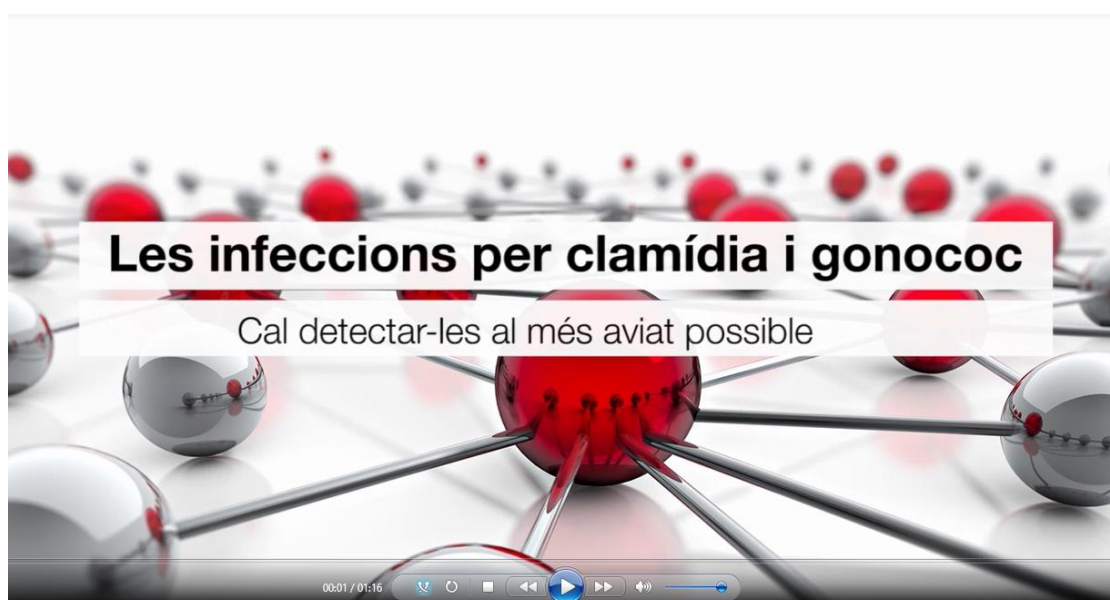 Les infeccions per clamídia i gonococ
Cal detectar-les al més aviat possible
00:01 / 01:16